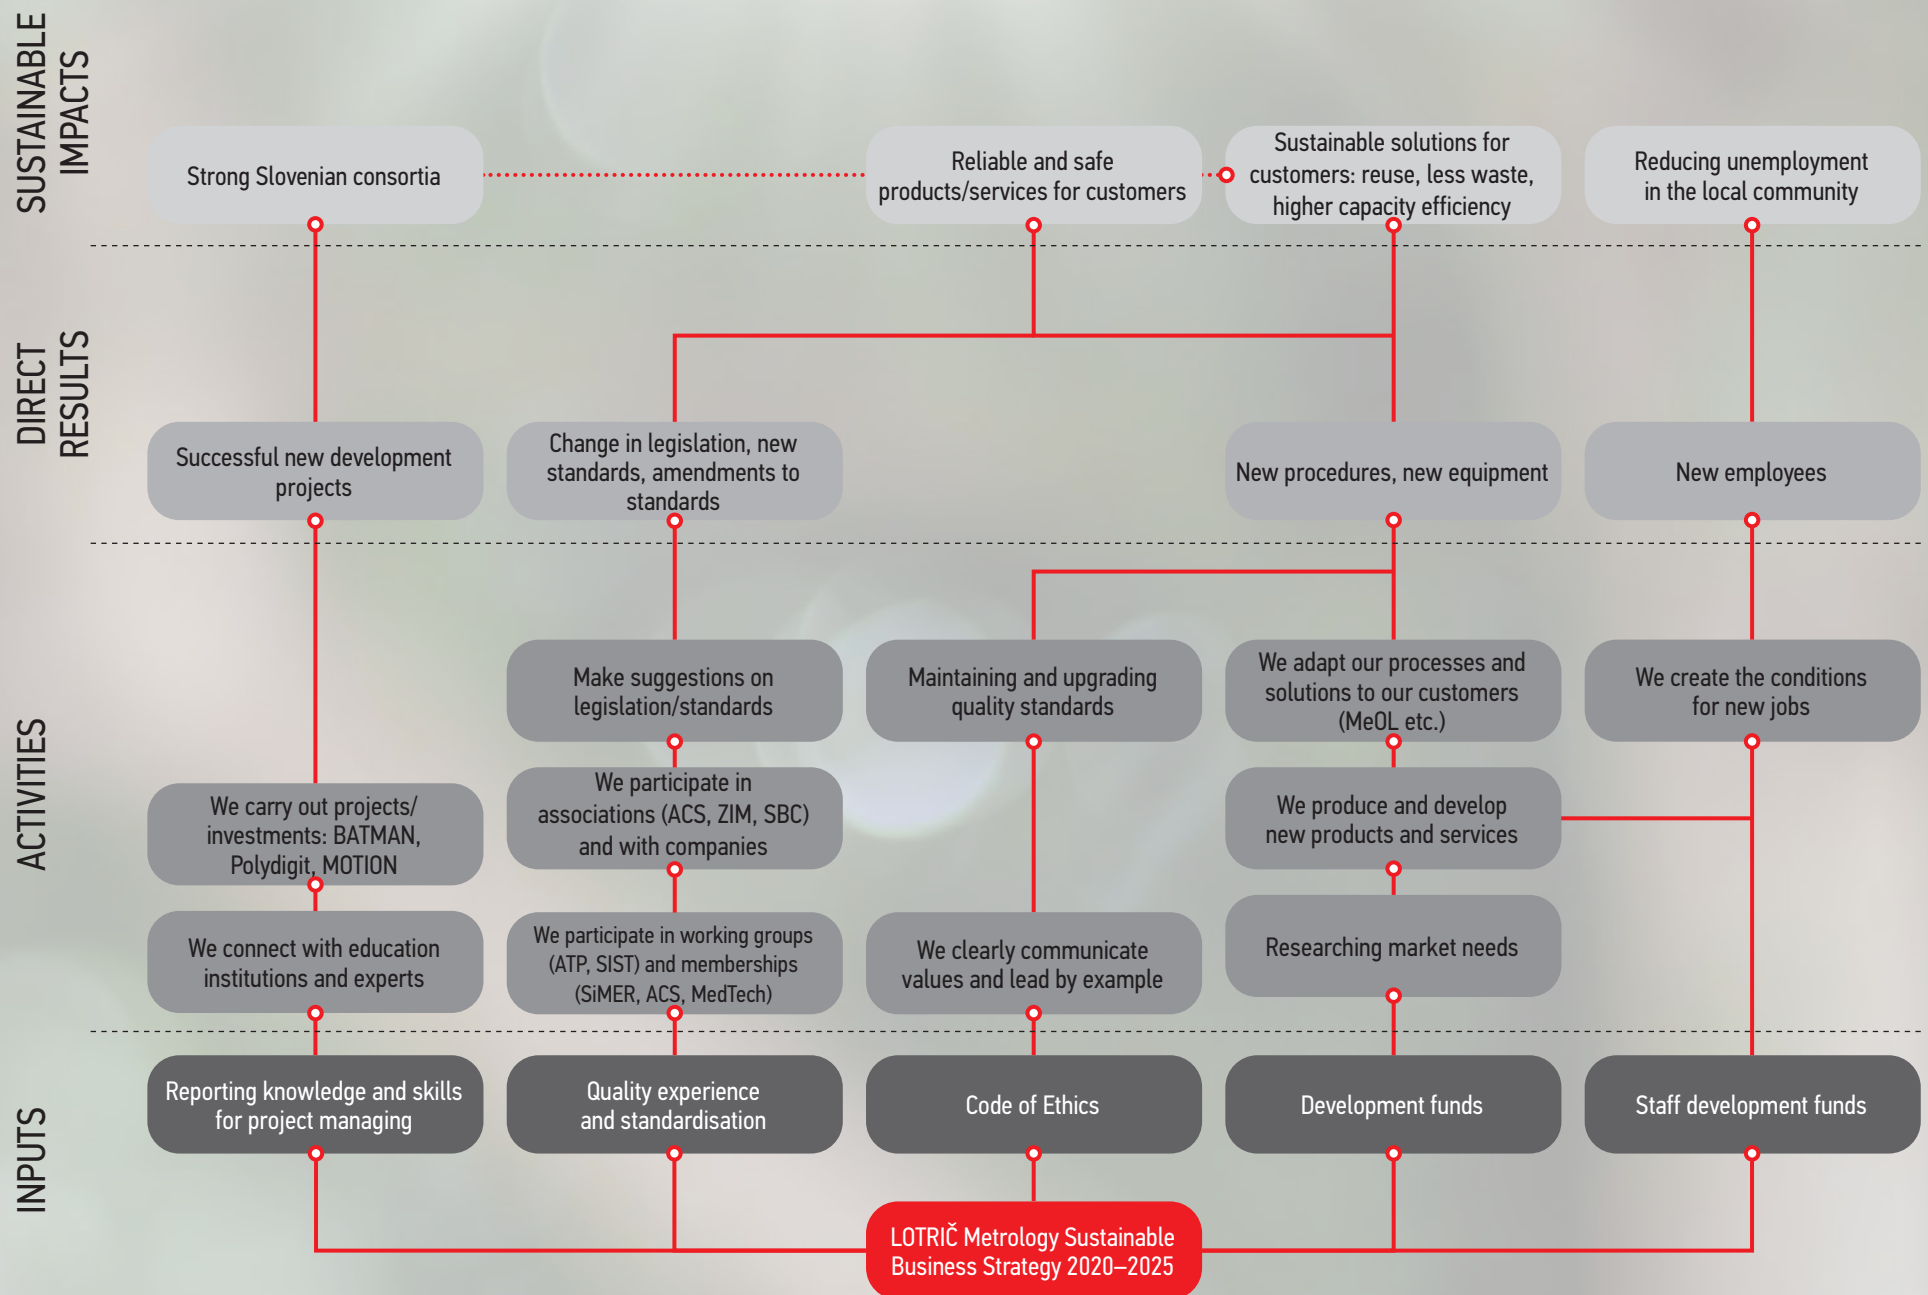 SUSTAINABLE
IMPACTS
Strong Slovenian consortia
Reliable and safe
products/services for customers
Sustainable solutions for
customers: reuse, less waste,
higher capacity efficiency
Reducing unemployment
in the local community
DIRECT
RESULTS
Successful new development
projects
Change in legislation, new
standards, amendments to
standards
New procedures, new equipment
New employees
ACTIVITIES
Make suggestions on
legislation/standards
Maintaining and upgrading
quality standards
We adapt our processes and
solutions to our customers
(MeOL etc.)
We create the conditions
for new jobs
We carry out projects/
investments: BATMAN,
Polydigit, MOTION
We participate in
associations (ACS, ZIM, SBC)
and with companies
We produce and develop
new products and services
We connect with education
institutions and experts
We participate in working groups
(ATP, SIST) and memberships
(SiMER, ACS, MedTech)
We clearly communicate
values and lead by example
Researching market needs
INPUTS
Reporting knowledge and skills
for project managing
Quality experience
and standardisation
Code of Ethics
Development funds
Staff development funds
LOTRIČ Metrology Sustainable
Business Strategy 2020–2025